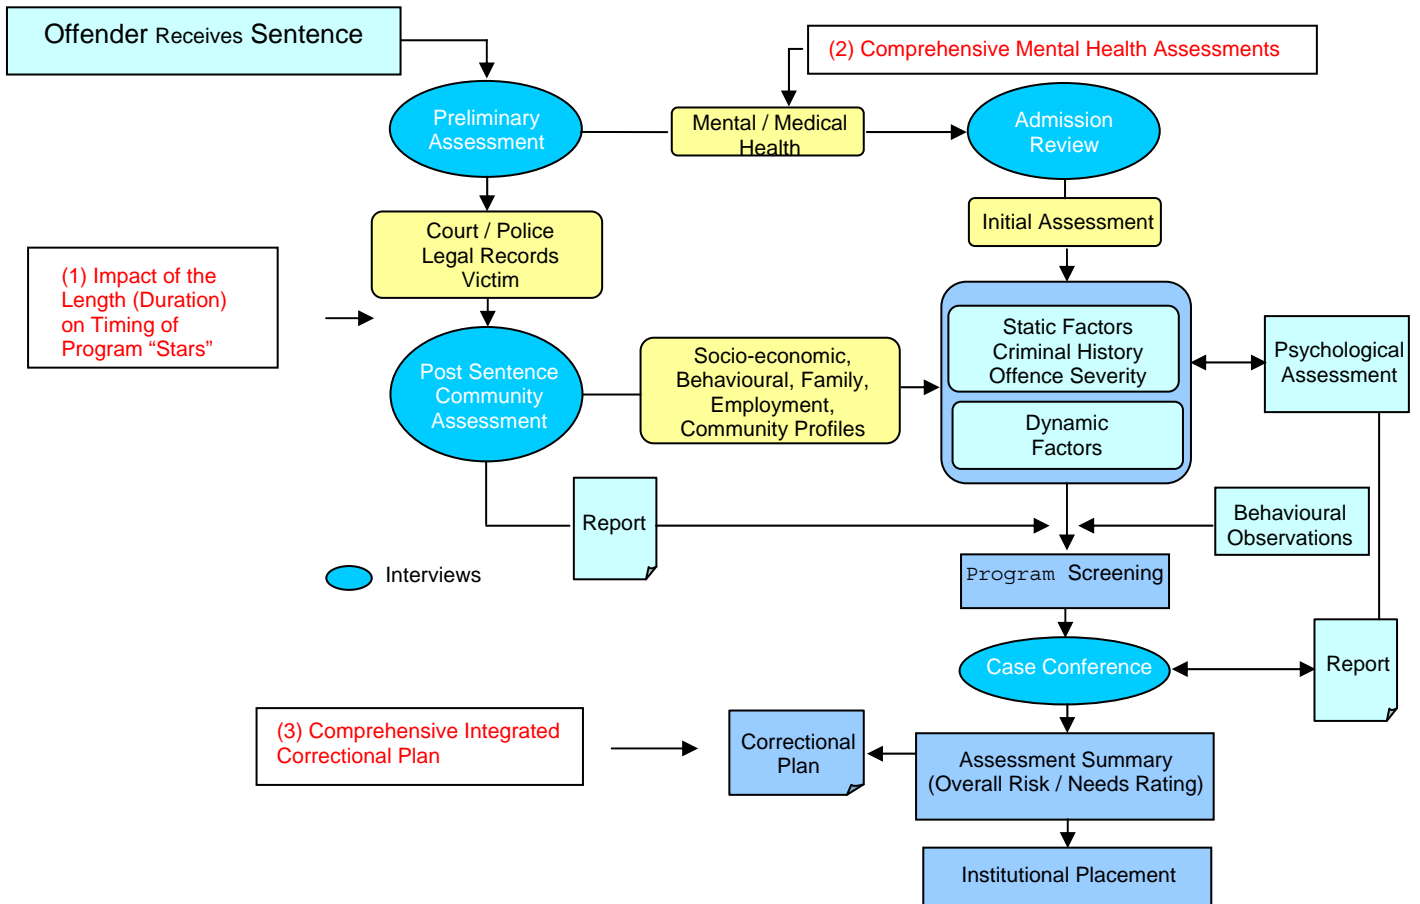 Offender Receives Sentence
(2) Comprehensive Mental Health Assessments
Preliminary
Assessment
Mental / Medical
Health
Admission
Review
Court / Police
Legal Records
Victim
Initial Assessment
(1) Impact of the
Length (Duration)
on Timing of
Program “Stars”
Static Factors
Criminal History
Offence Severity
Psychological
Assessment
Post Sentence
Community
Assessment
Socio-economic,
Behavioural, Family,
Employment,
Community Profiles
Dynamic
Factors
Report
Behavioural
Observations
Interviews
Program Screening
Case Conference
Report
(3) Comprehensive Integrated
Correctional Plan
Correctional
Plan
Assessment Summary
(Overall Risk / Needs Rating)
Institutional Placement